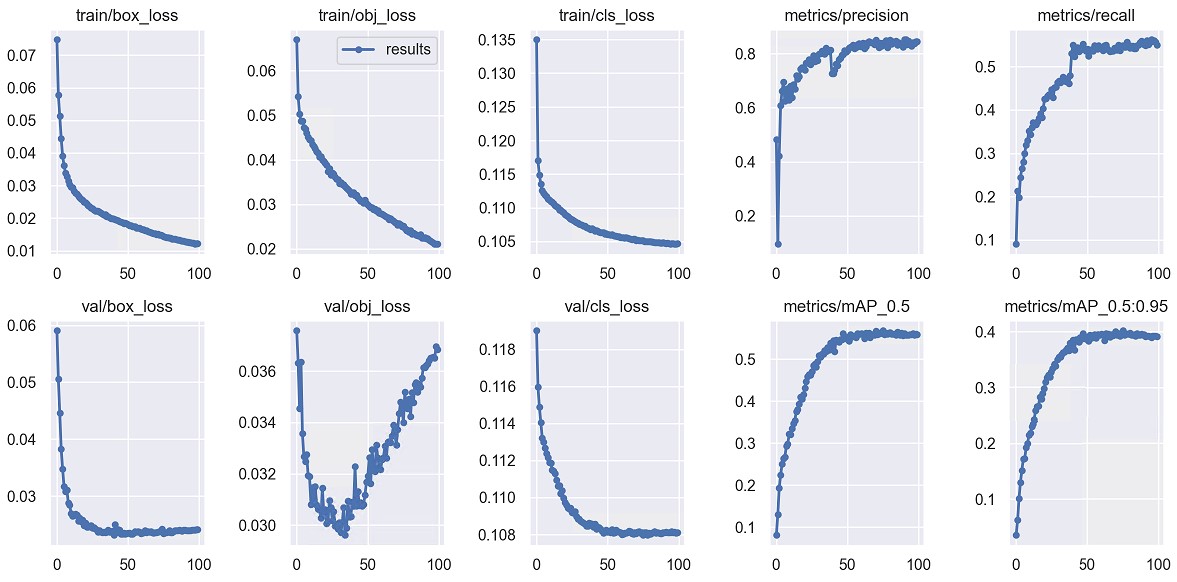 train/box_loss
0.07
0.06
0.05
0.04
0.03
0.02
0.01
0 50 100
train/obj_loss
results
0.06
0.05
0.04
0.03
0.02
0 50 100
train/cls_loss
0.135
0.130
0.125
0.120
0.115
0.110
0.105
0 50 100
metrics/precision
0.8
0.6
0.4
0.2
0 50 100
metrics/recall
0.5
0.4
0.3
0.2
0.1
0 50 100
val/box_loss
0.06
0.05
0.04
0.03
0 50 100
val/obj_loss
0.036
0.034
0.032
0.030
0 50 100
val/cls_loss
0.118
0.116
0.114
0.112
0.110
0.108
0 50 100
metrics/mAP_0.5
0.5
0.4
0.3
0.2
0.1
0 50 100
metrics/mAP_0.5:0.95
0.4
0.3
0.2
0.1
0 50 100